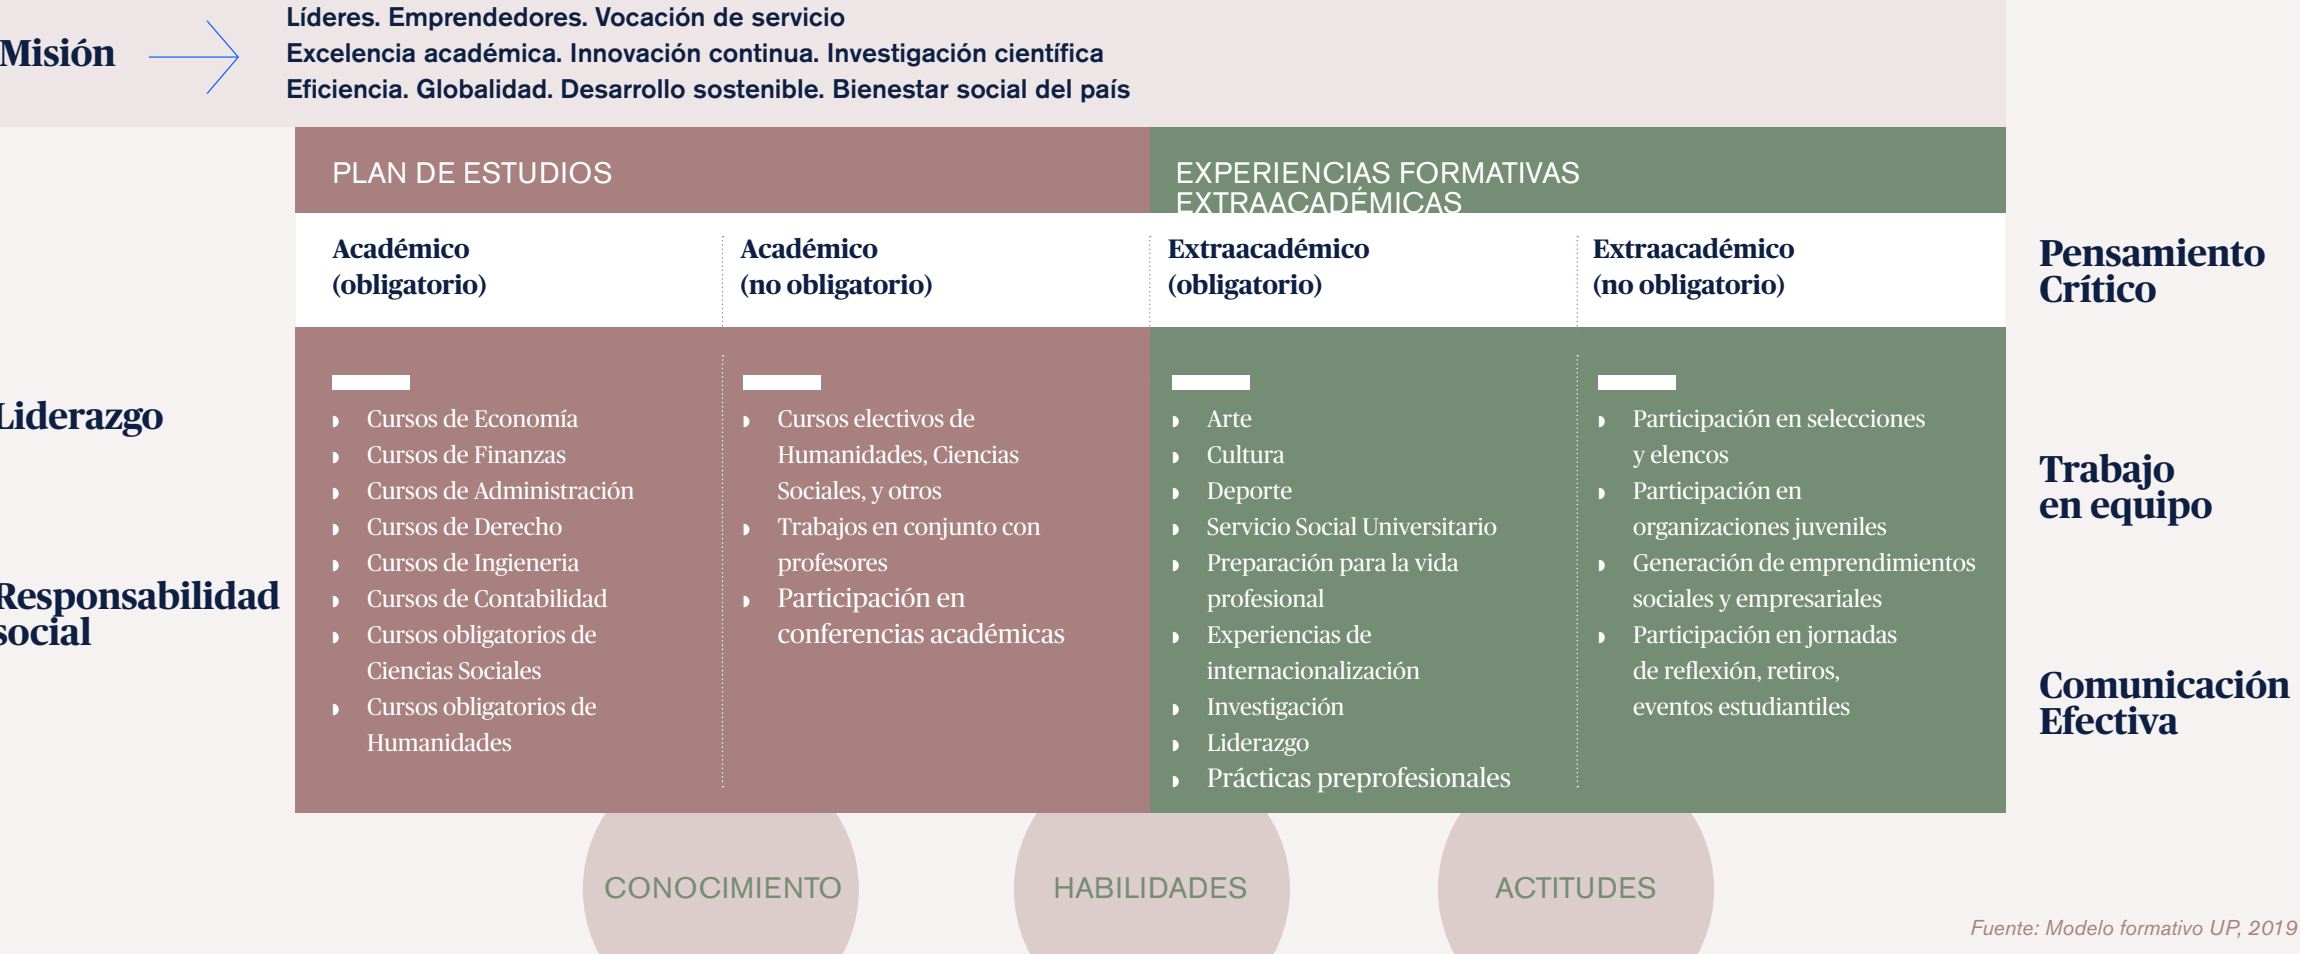 Misión
Líderes. Emprendedores. Vocación de servicio
Excelencia académica. Innovación continua. Investigación científica
Eficiencia. Globalidad. Desarrollo sostenible. Bienestar social del país
PLAN DE ESTUDIOS
EXPERIENCIAS FORMATIVAS
EXTRAACADÉMICAS
Académico
(obligatorio)
Académico
(no obligatorio)
Extraacadémico
(obligatorio)
Extraacadémico
(no obligatorio)
Liderazgo
Responsabilidad
social
Cursos de Economía
Cursos de Finanzas
Cursos de Administración
Cursos de Derecho
Cursos de Ingieneria
Cursos de Contabilidad
Cursos obligatorios de
Ciencias Sociales
Cursos obligatorios de
Humanidades
Cursos electivos de
Humanidades, Ciencias
Sociales, y otros
Trabajos en conjunto con
profesores
Participación en
conferencias académicas
Arte
Cultura
Deporte
Servicio Social Universitario
Preparación para la vida
profesional
Experiencias de
internacionalización
Investigación
Liderazgo
Prácticas preprofesionales
Participación en selecciones
y elencos
Participación en
organizaciones juveniles
Generación de emprendimientos
sociales y empresariales
Participación en jornadas
de reflexión, retiros,
eventos estudiantiles
Pensamiento
Crítico
Trabajo
en equipo
Comunicación
Efectiva
CONOCIMIENTO
HABILIDADES
ACTITUDES
Fuente: Modelo formativo UP, 2019